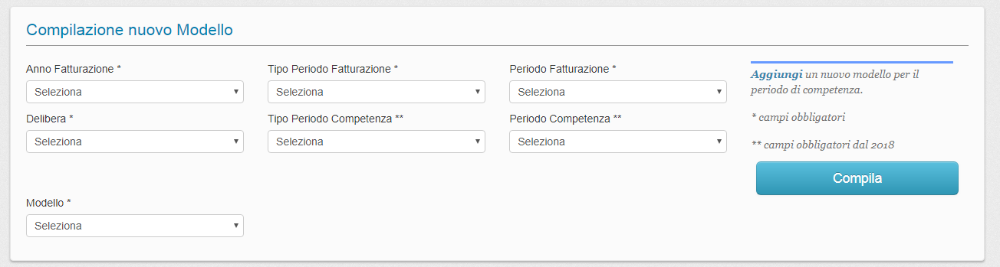 Compilazione nuovo Modello
Anno Fatturazione *
Tipo Periodo Fatturazione *
Periodo Fatturazione *
Seleziona
Seleziona
Seleziona
Delibera *
Tipo Periodo Competenza **
Periodo Competenza **
Seleziona
Seleziona
Seleziona
Modello *
Seleziona
Aggiungi un nuovo modello per il
periodo di competenza.
* campi obbligatori
** campi obbligatori dal 2018
Compila